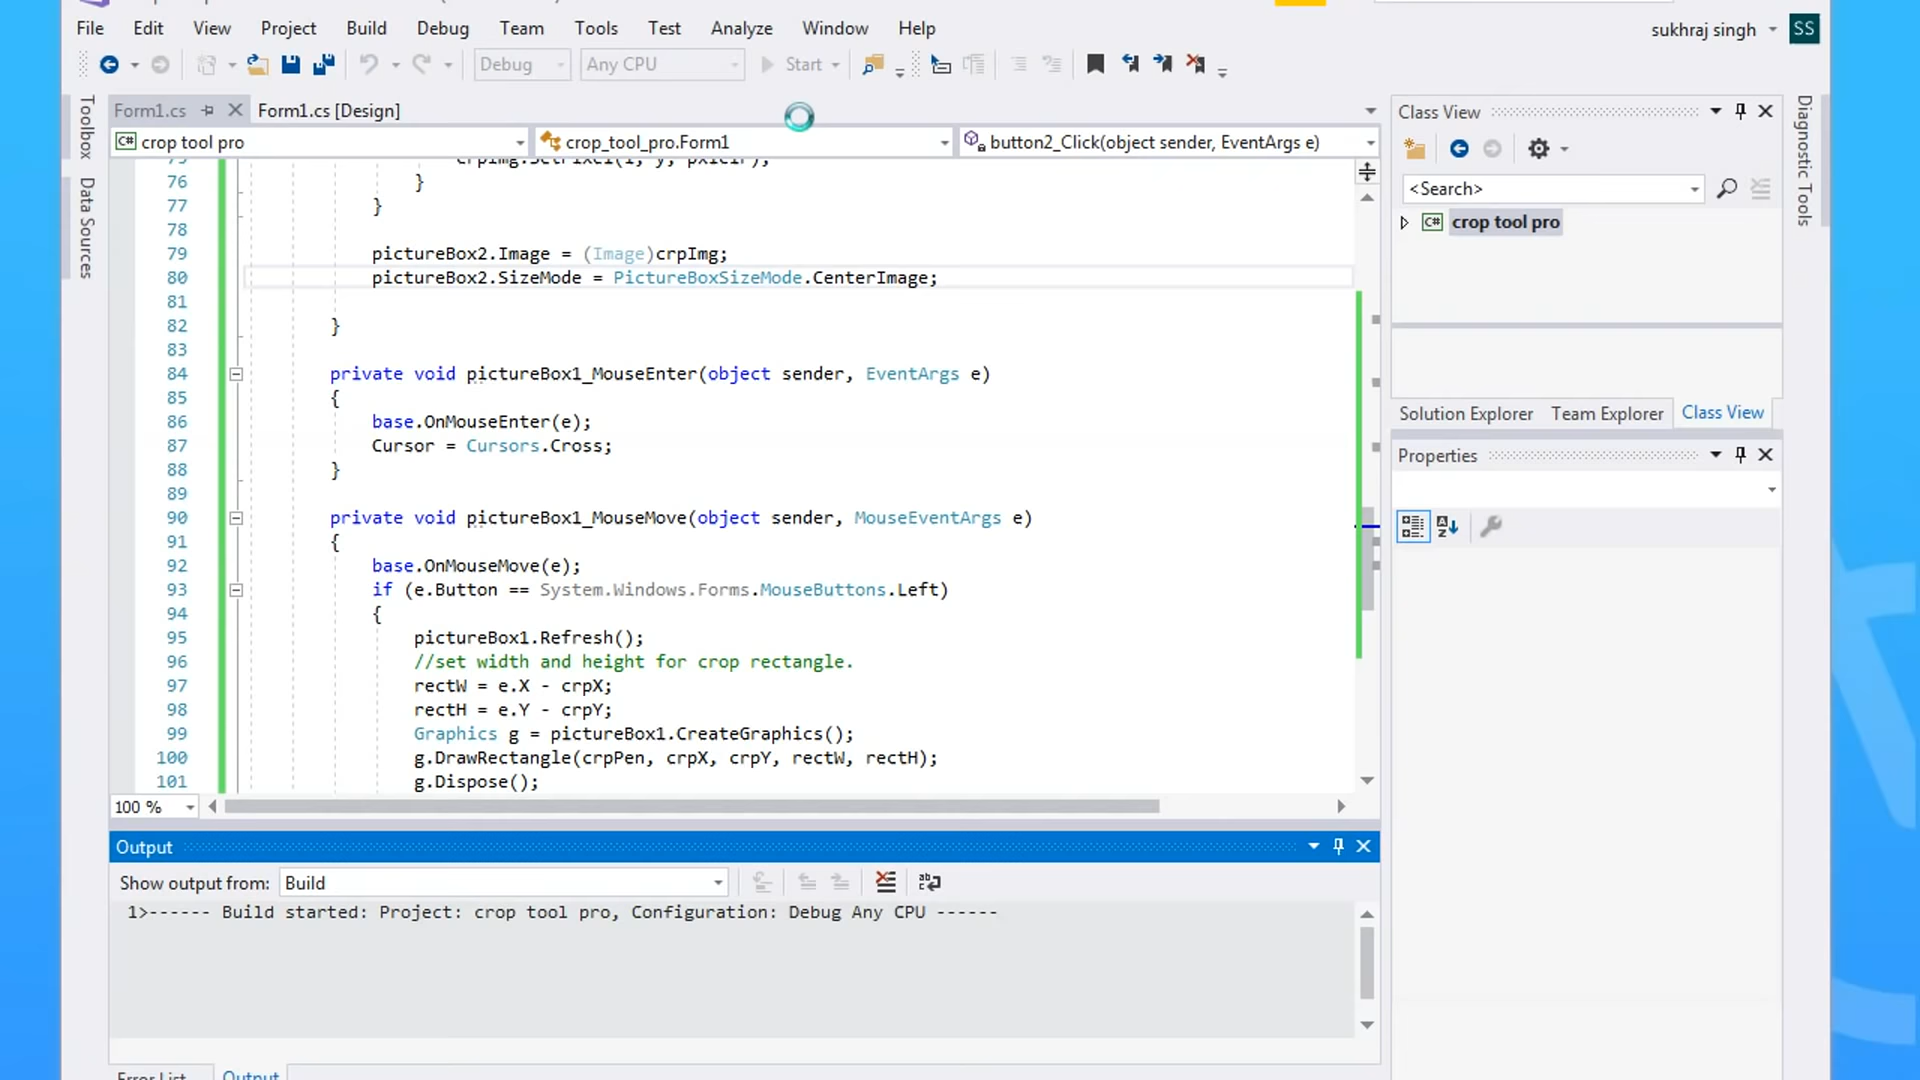 File Edit View Project Build Debug Team Tools Test Analyze Window Help
sukhraj singh SS
Debug Any CPU Start
Toolbox
Data Sources
Form1.cs
Form1.cs [Design]
C# crop tool pro
crop_tool_pro.Form1
button2_Click(object sender, EventArgs e)
76 }
77 }
78
79 pictureBox2.Image = (Image)crpImg;
80 pictureBox2.SizeMode = PictureBoxSizeMode.CenterImage;
81
82 }
83
84 private void pictureBox1_MouseEnter(object sender, EventArgs e)
85 {
86 base.OnMouseEnter(e);
87 Cursor = Cursors.Cross;
88 }
89
90 private void pictureBox1_MouseMove(object sender, MouseEventArgs e)
91 {
92 base.OnMouseMove(e);
93 if (e.Button == System.Windows.Forms.MouseButtons.Left)
94 {
95 pictureBox1.Refresh();
96 //set width and height for crop rectangle.
97 rectW = e.X - crpX;
98 rectH = e.Y - crpY;
99 Graphics g = pictureBox1.CreateGraphics();
100 g.DrawRectangle(crpPen, crpX, crpY, rectW, rectH);
101 g.Dispose();
100 %
Output
Show output from: Build
1>------ Build started: Project: crop tool pro, Configuration: Debug Any CPU ------
Error List
Output
Class View
<Search>
C# crop tool pro
Solution Explorer Team Explorer Class View
Properties
Diagnostic Tools